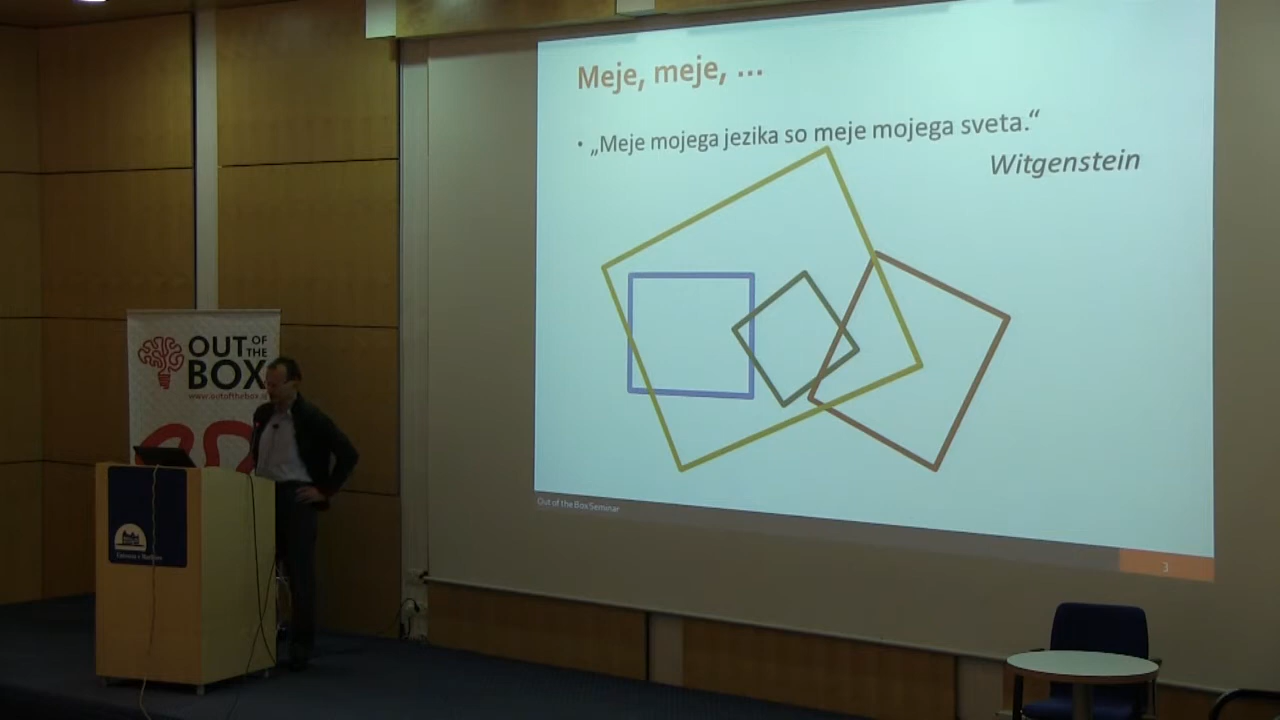 Meje, meje, ...
• „Meje mojega jezika so meje mojega sveta.“
Witgenstein
OUT OF THE
BOX
Out of the Box Seminar
3